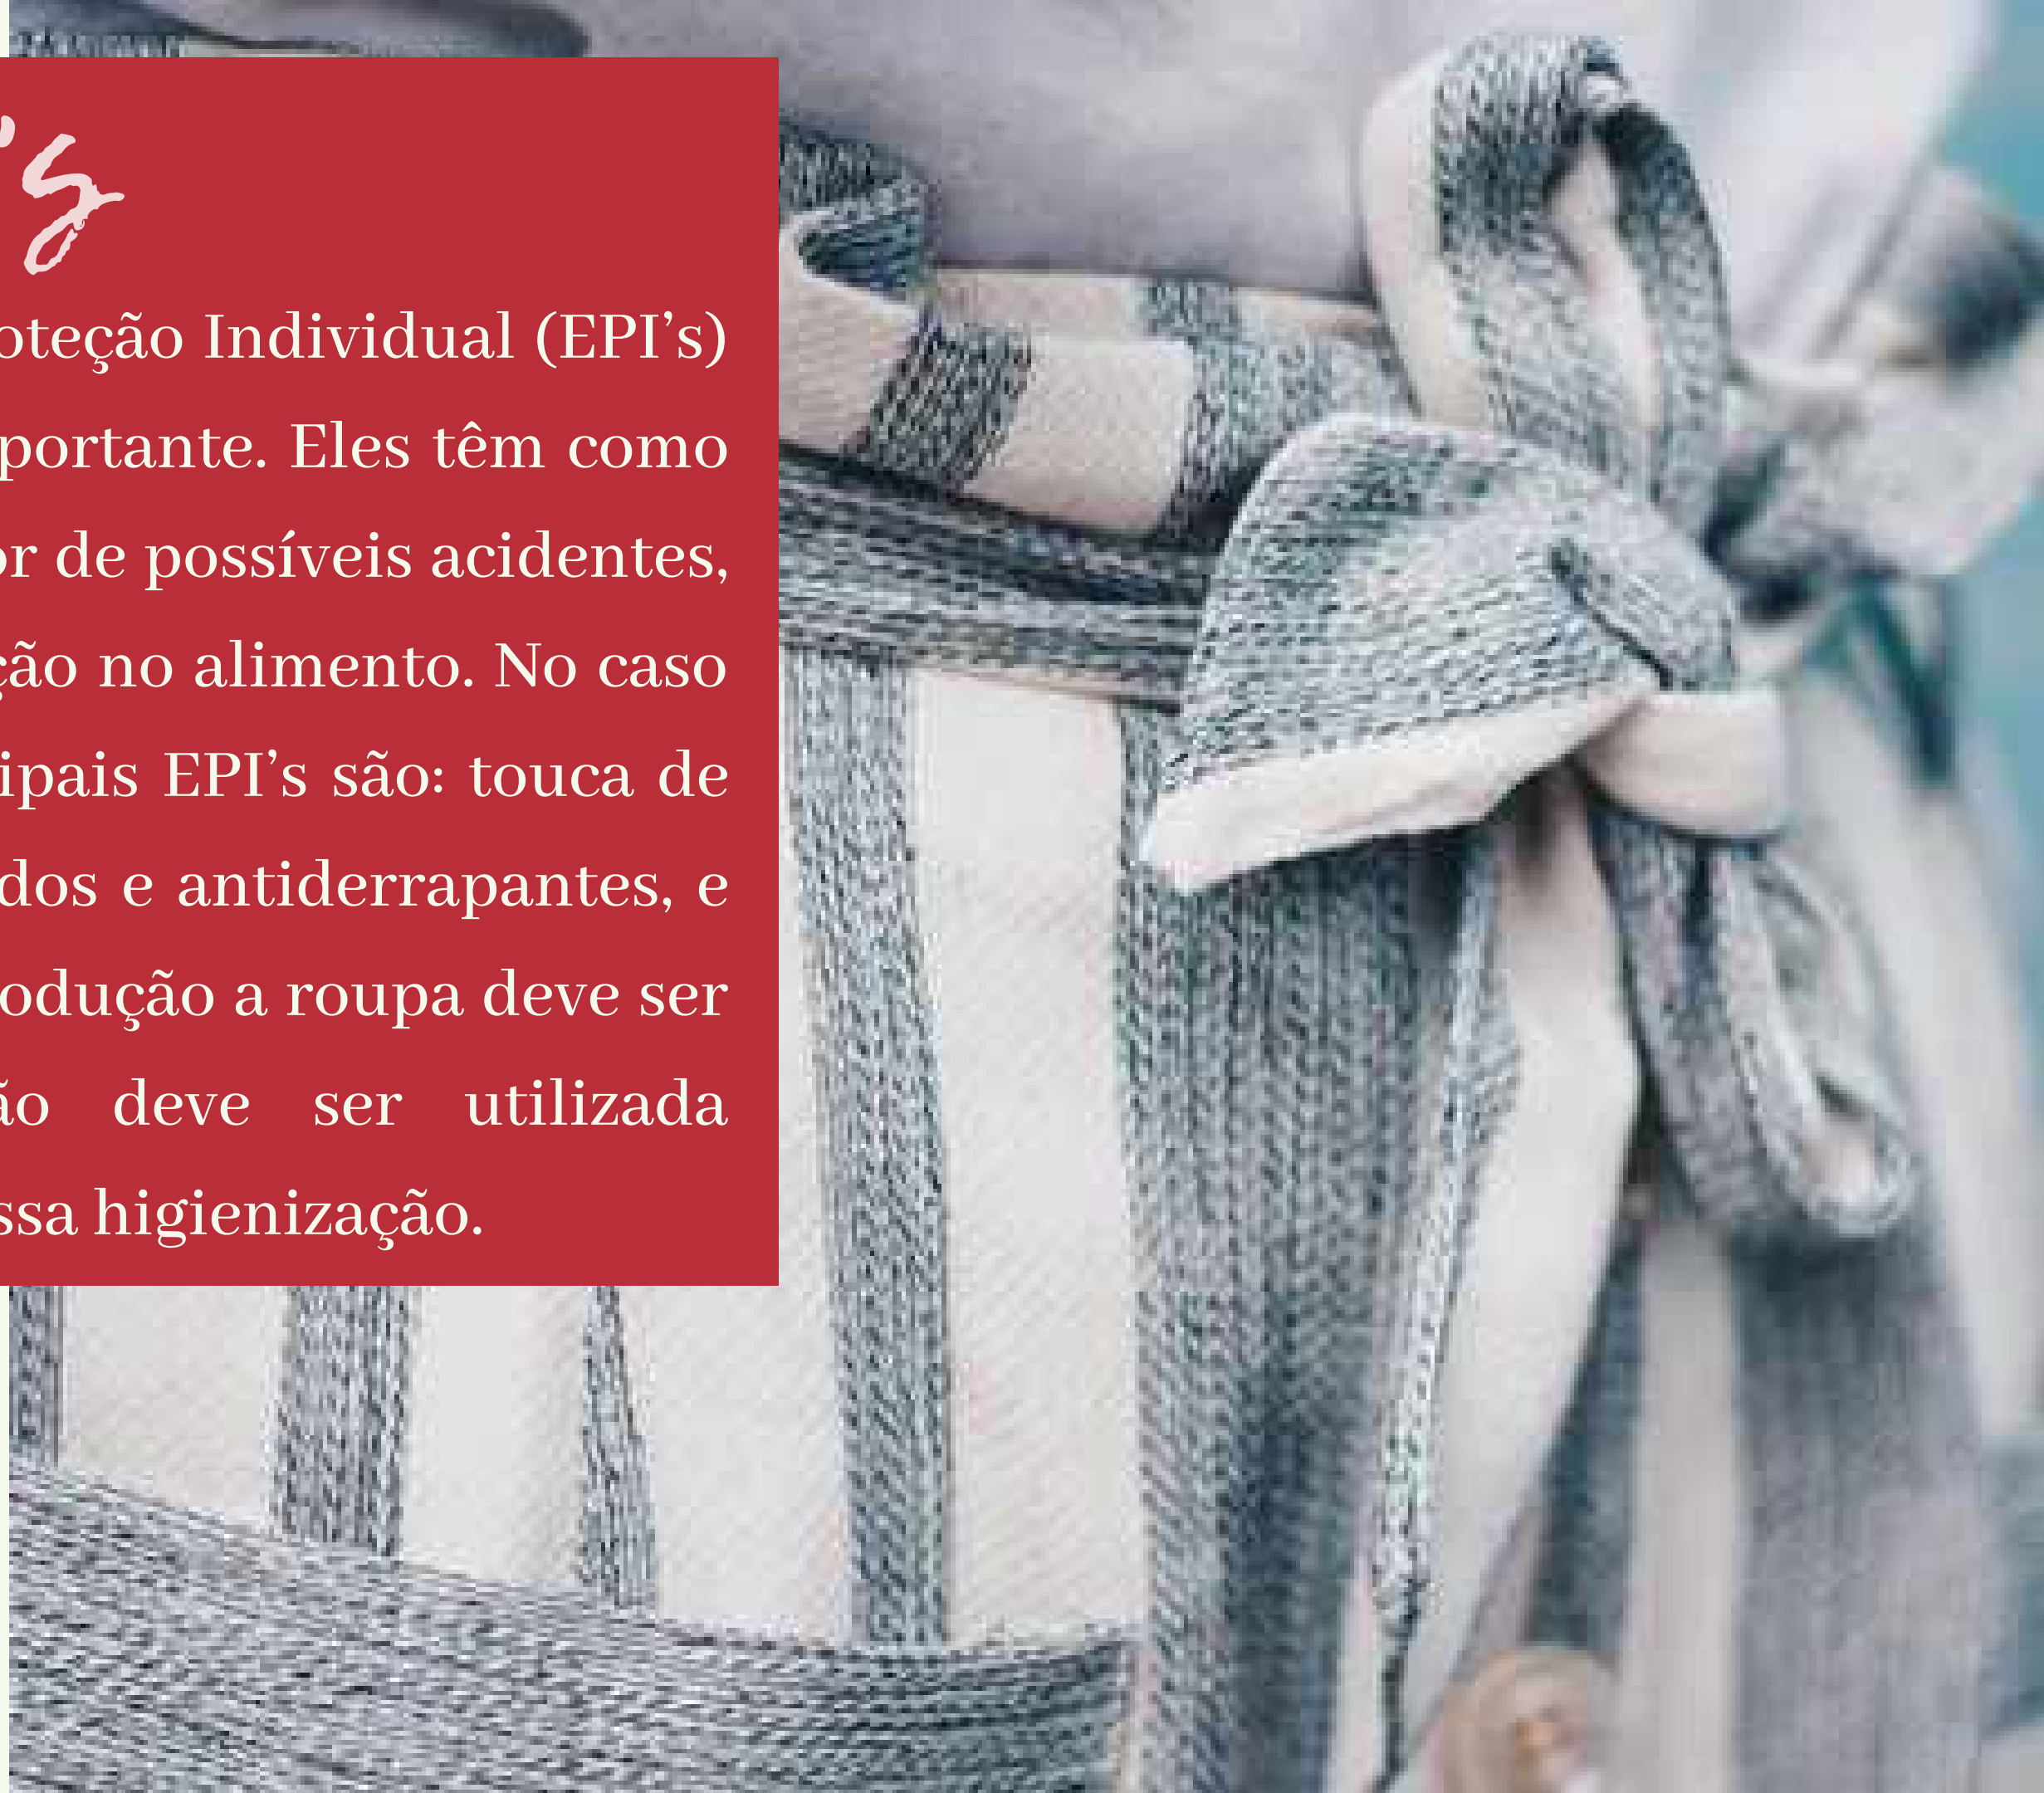 's
oteção Individual (EPI's)
portante. Eles têm como
or de possíveis acidentes,
ção no alimento. No caso
ipais EPI's são: touca de
dos e antiderrapantes, e
odução a roupa deve ser
ão deve ser utilizada
ssa higienização.